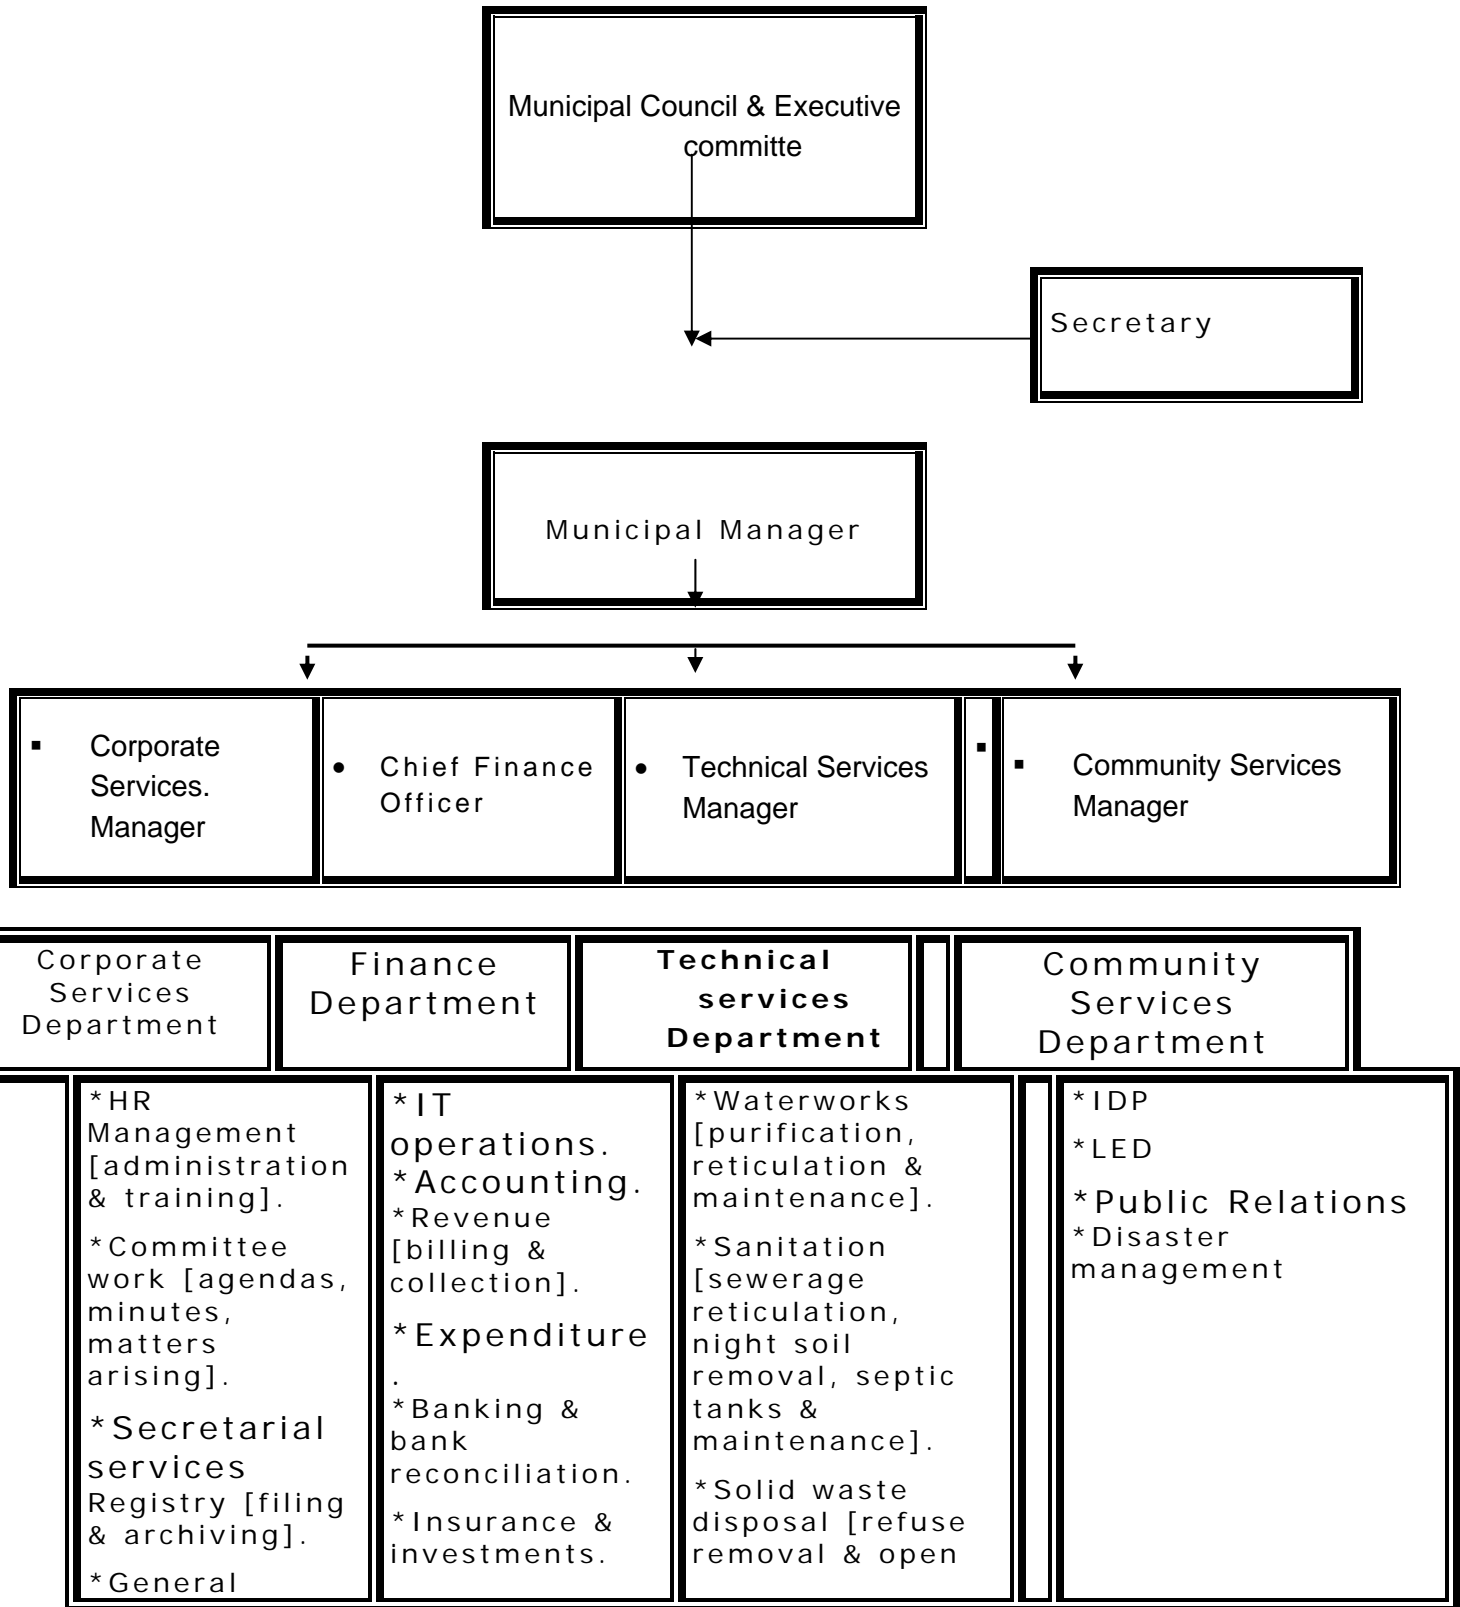 Municipal Council & Executive
committe
Secretary
Municipal Manager
▪ Corporate
Services.
Manager
• Chief Finance
Officer
• Technical Services
Manager
▪
▪ Community Services
Manager
Corporate
Services
Department
Finance
Department
Technical
services
Department
Community
Services
Department
*HR
Management
[administration
& training].
*Committee
work [agendas,
minutes,
matters
arising].
*Secretarial
services
Registry [filing
& archiving].
*General
*IT
operations.
*Accounting.
*Revenue
[billing &
collection].
*Expenditure
.
*Banking &
bank
reconciliation.
*Insurance &
investments.
*Waterworks
[purification,
reticulation &
maintenance].
*Sanitation
[sewerage
reticulation,
night soil
removal, septic
tanks &
maintenance].
*Solid waste
disposal [refuse
removal & open
*IDP
*LED
*Public Relations
*Disaster
management